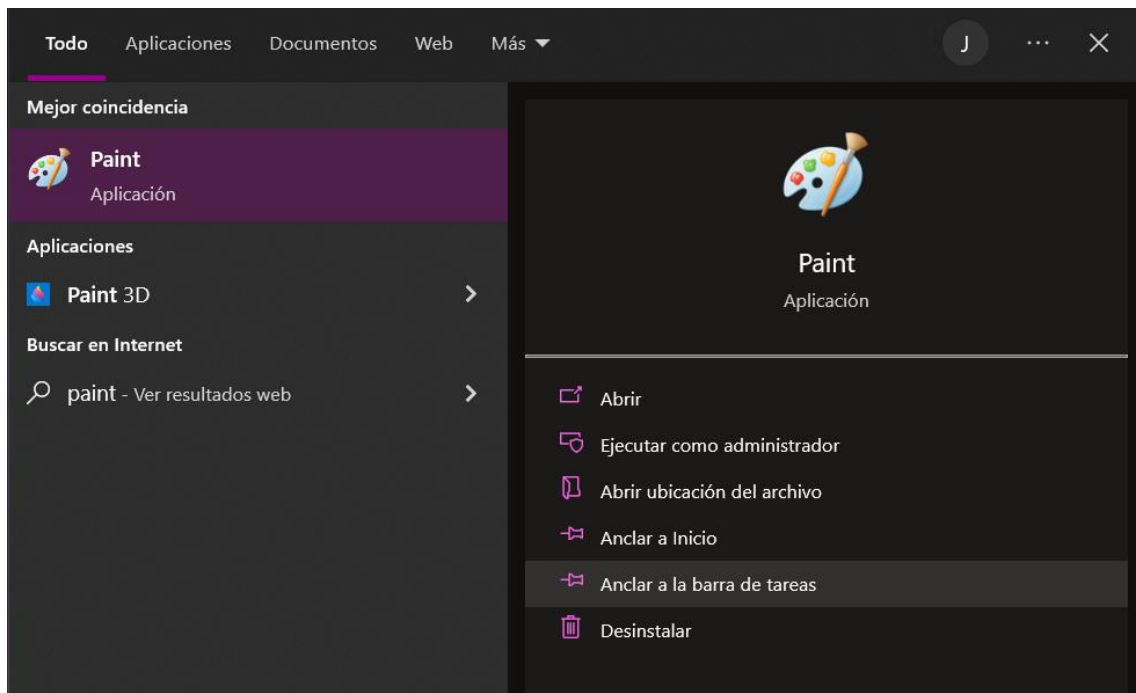 Todo Aplicaciones Documentos Web Más J ...
Mejor coincidencia
Paint
Aplicación
Aplicaciones
Paint 3D
Buscar en Internet
paint - Ver resultados web
Paint
Aplicación
Abrir
Ejecutar como administrador
Abrir ubicación del archivo
Anclar a Inicio
Anclar a la barra de tareas
Desinstalar